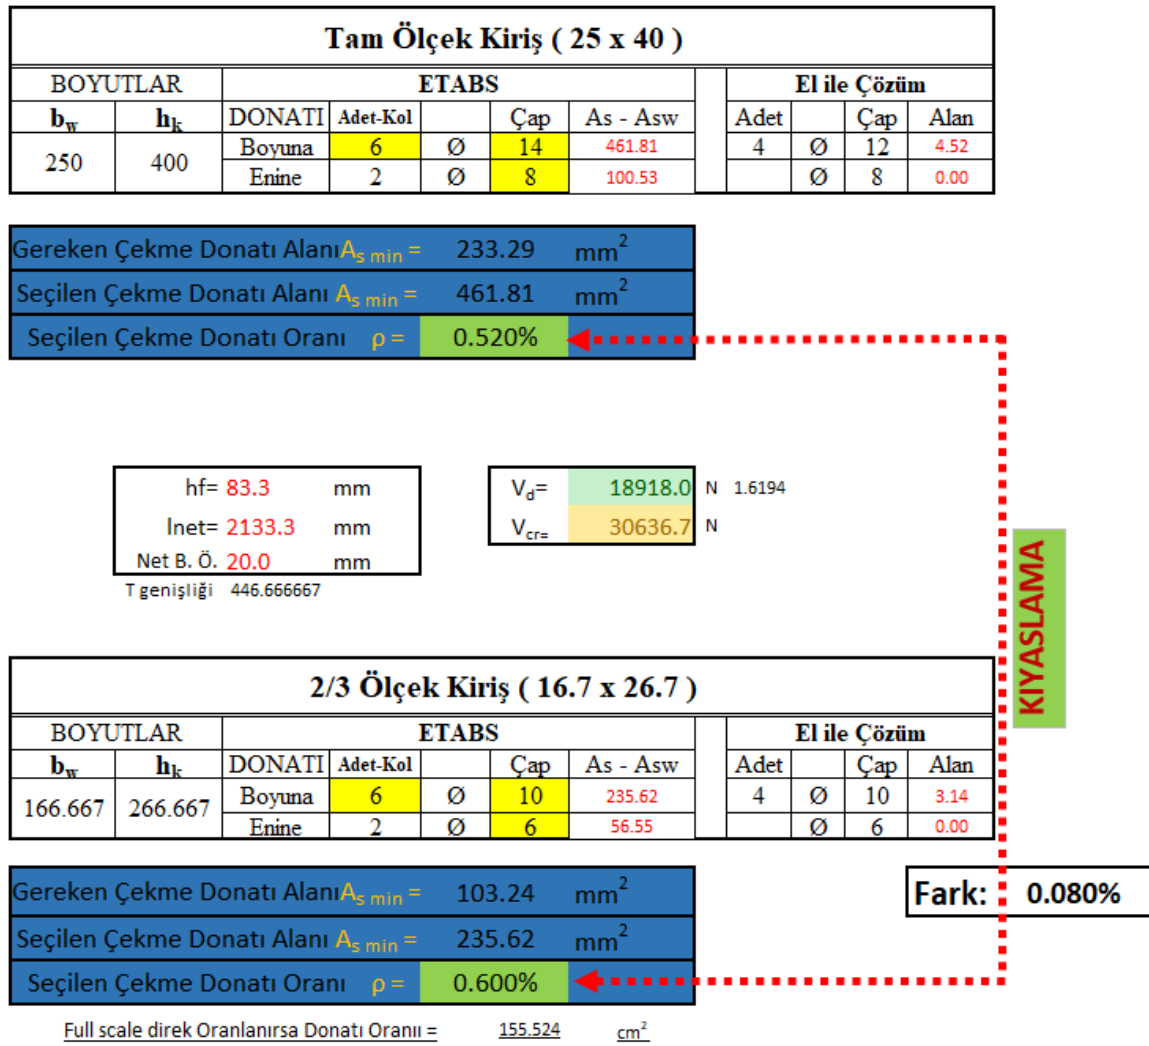 Tam Ölçek Kiriş ( 25 x 40 )
BOYUTLAR ETABS El ile Çözüm
bw hk DONATI Adet-Kol Çap As - Asw Adet Çap Alan
250 400 Boyuna 6 Ø 14 461.81 4 Ø 12 4.52
Enine 2 Ø 8 100.53 Ø 8 0.00
Gereken Çekme Donatı Alanı As min = 233.29 mm2
Seçilen Çekme Donatı Alanı As min = 461.81 mm2
Seçilen Çekme Donatı Oranı ρ = 0.520%
hf= 83.3 mm Vd= 18918.0 N 1.6194
lnet= 2133.3 mm Vcr= 30636.7 N
Net B. Ö. 20.0 mm
T genişliği 446.666667
KIYASLAMA
2/3 Ölçek Kiriş ( 16.7 x 26.7 )
BOYUTLAR ETABS El ile Çözüm
bw hk DONATI Adet-Kol Çap As - Asw Adet Çap Alan
166.667 266.667 Boyuna 6 Ø 10 235.62 4 Ø 10 3.14
Enine 2 Ø 6 56.55 Ø 6 0.00
Gereken Çekme Donatı Alanı As min = 103.24 mm2
Fark: 0.080%
Seçilen Çekme Donatı Alanı As min = 235.62 mm2
Seçilen Çekme Donatı Oranı ρ = 0.600%
Full scale direk Oranlanırsa Donatı Oranıı = 155.524 cm2